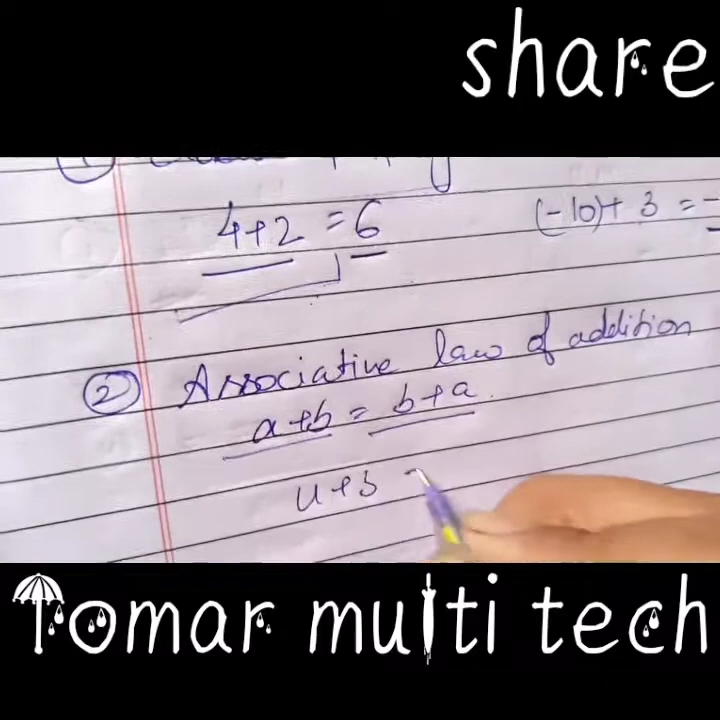 share
4+2 = 6
(-10)+ 3 = -
② Associative law of addition
a+b = b+a.
4+3 =
Tomar multi tech